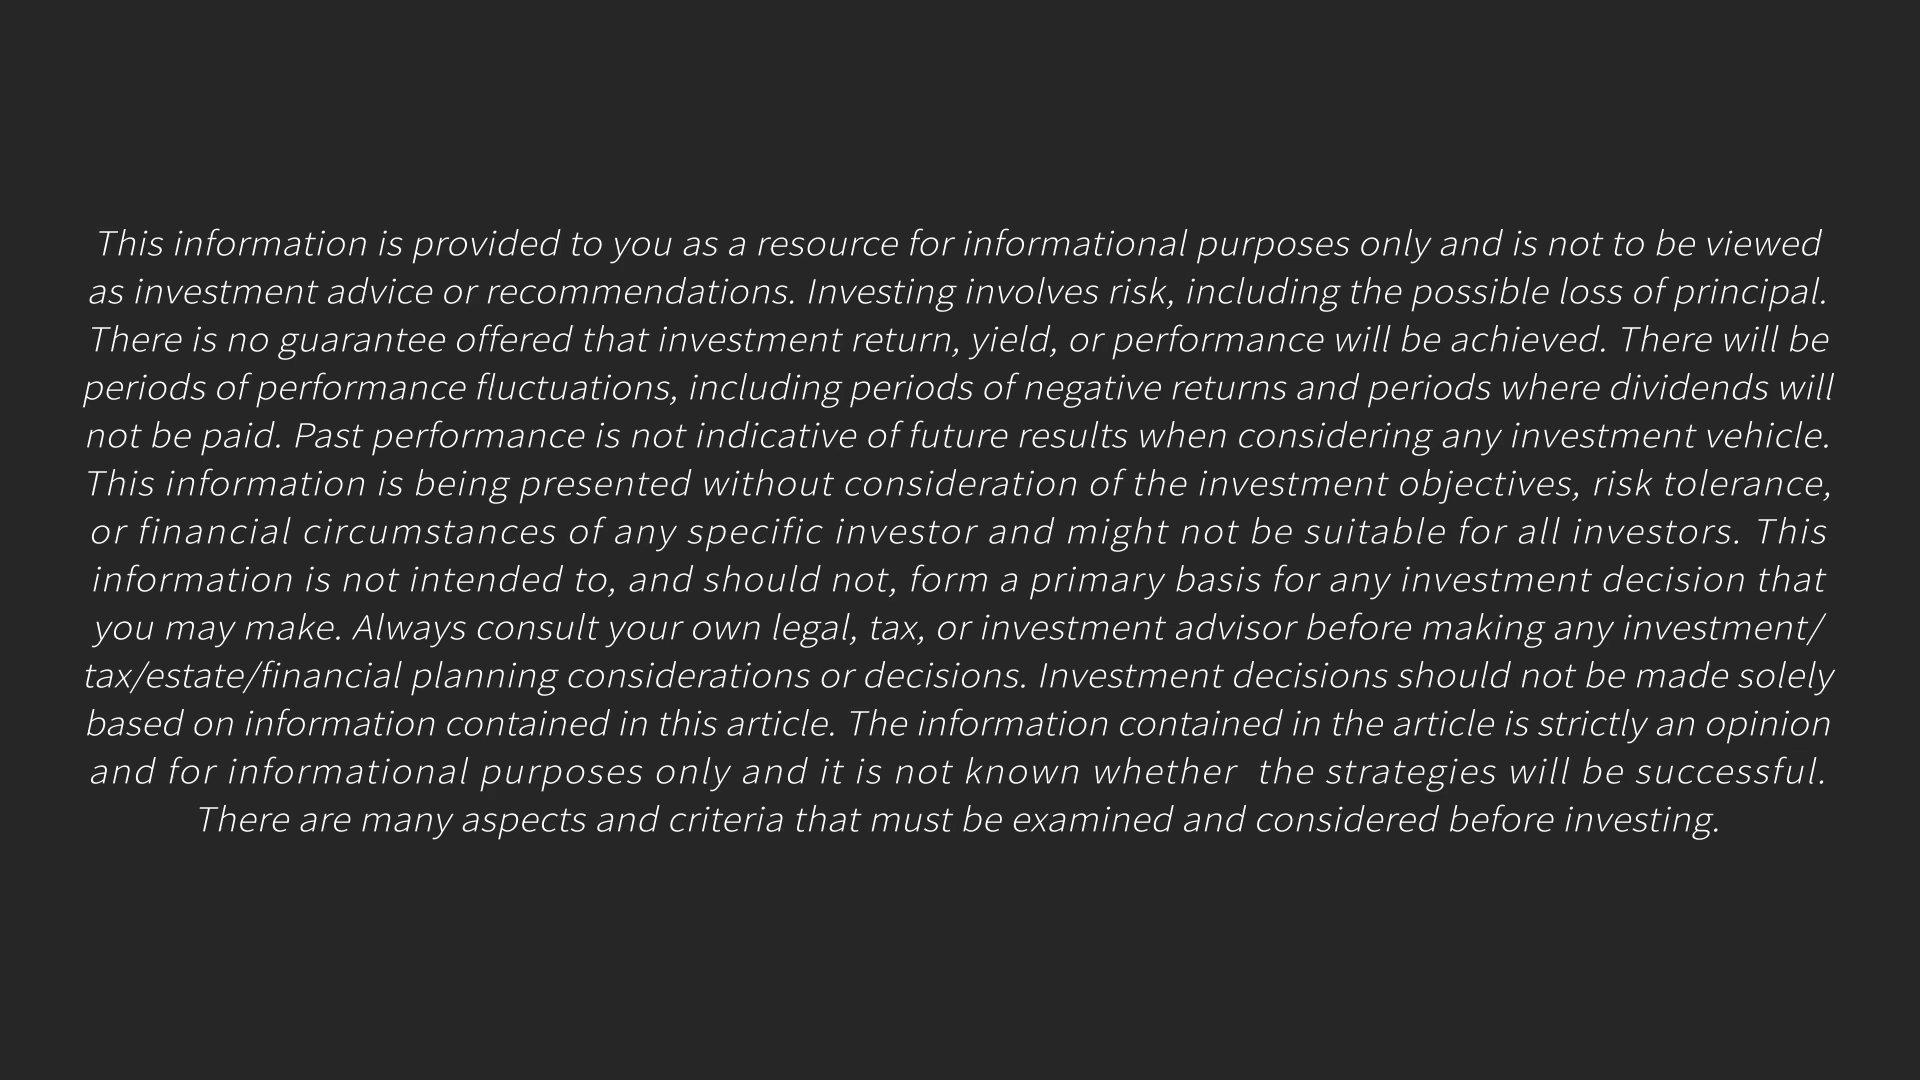 This information is provided to you as a resource for informational purposes only and is not to be viewed
as investment advice or recommendations. Investing involves risk, including the possible loss of principal.
There is no guarantee offered that investment return, yield, or performance will be achieved. There will be
periods of performance fluctuations, including periods of negative returns and periods where dividends will
not be paid. Past performance is not indicative of future results when considering any investment vehicle.
This information is being presented without consideration of the investment objectives, risk tolerance,
or financial circumstances of any specific investor and might not be suitable for all investors. This
information is not intended to, and should not, form a primary basis for any investment decision that
you may make. Always consult your own legal, tax, or investment advisor before making any investment/
tax/estate/financial planning considerations or decisions. Investment decisions should not be made solely
based on information contained in this article. The information contained in the article is strictly an opinion
and for informational purposes only and it is not known whether  the strategies will be successful.
There are many aspects and criteria that must be examined and considered before investing.